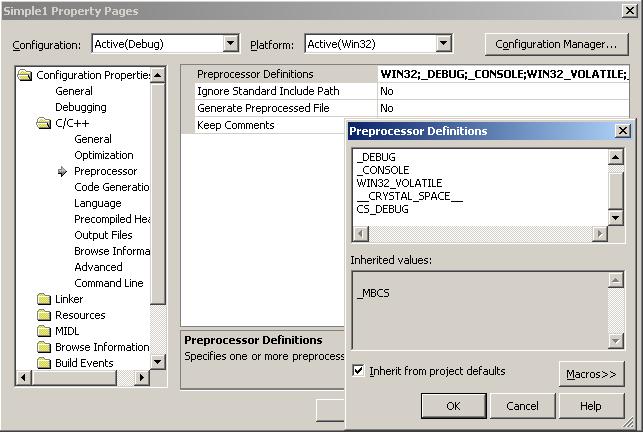 Simple1 Property Pages
Configuration: Active(Debug) Platform: Active(Win32) Configuration Manager...
Configuration Propertie
General
Debugging
C/C++
General
Optimization
Preprocessor
Code Generatio
Language
Precompiled Hea
Output Files
Browse Informa
Advanced
Command Line
Linker
Resources
MIDL
Browse Information
Build Events
Preprocessor Definitions WIN32;_DEBUG;_CONSOLE;WIN32_VOLATILE;_
Ignore Standard Include Path No
Generate Preprocessed File No
Keep Comments
Preprocessor Definitions
Specifies one or more preprocess
Preprocessor Definitions
_DEBUG
_CONSOLE
WIN32_VOLATILE
__CRYSTAL_SPACE__
CS_DEBUG
Inherited values:
_MBCS
Inherit from project defaults
Macros>>
OK Cancel Help